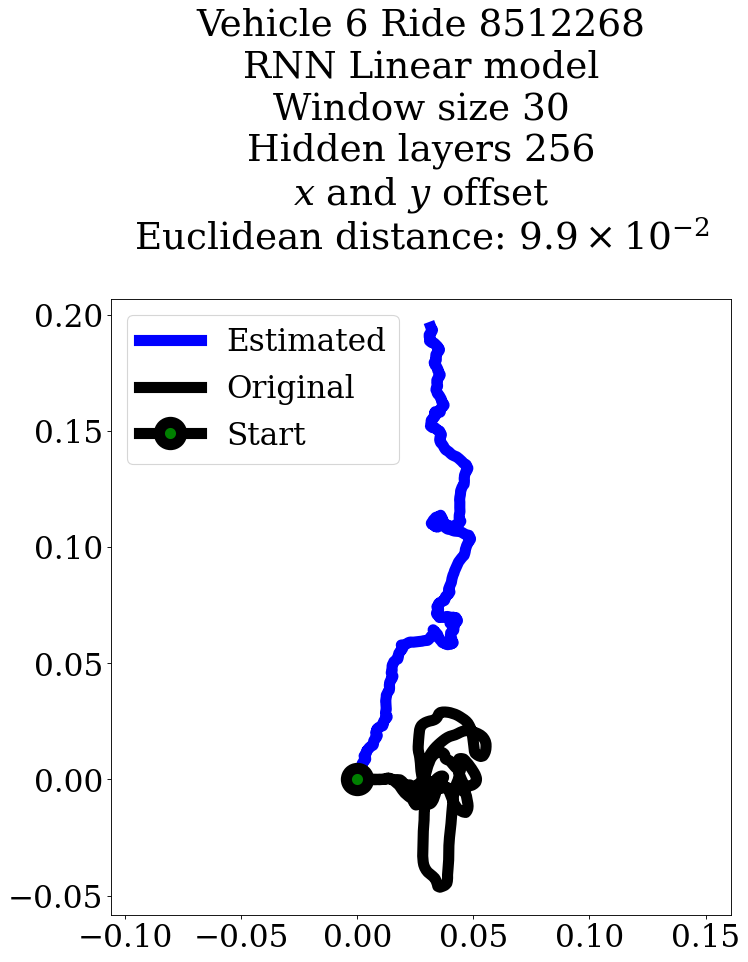 Vehicle 6 Ride 8512268
RNN Linear model
Window size 30
Hidden layers 256
x and y offset
Euclidean distance: 9.9 × 10⁻²
0.20
0.15
0.10
0.05
0.00
−0.05
Estimated
Original
Start
−0.10 −0.05 0.00 0.05 0.10 0.15